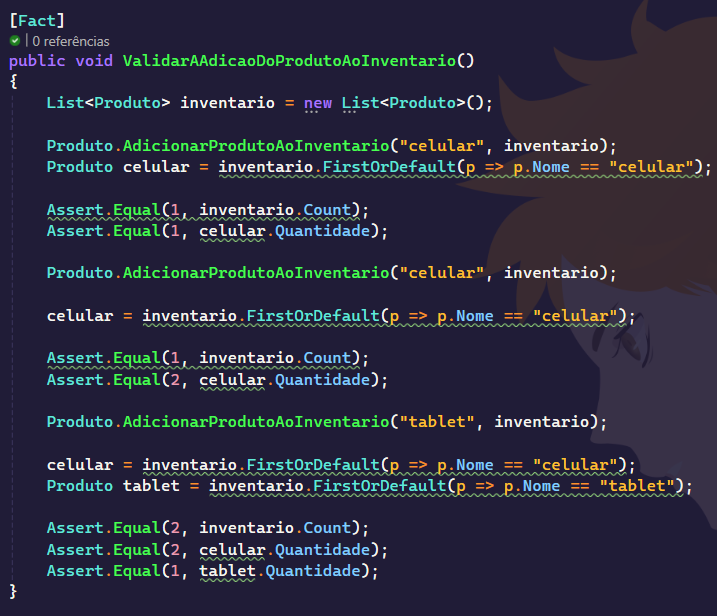 [Fact]
| 0 referências
public void ValidarAAdicaoDoProdutoAoInventario()
{
List<Produto> inventario = new List<Produto>();
Produto.AdicionarProdutoAoInventario("celular", inventario);
Produto celular = inventario.FirstOrDefault(p => p.Nome == "celular");
Assert.Equal(1, inventario.Count);
Assert.Equal(1, celular.Quantidade);
Produto.AdicionarProdutoAoInventario("celular", inventario);
celular = inventario.FirstOrDefault(p => p.Nome == "celular");
Assert.Equal(1, inventario.Count);
Assert.Equal(2, celular.Quantidade);
Produto.AdicionarProdutoAoInventario("tablet", inventario);
celular = inventario.FirstOrDefault(p => p.Nome == "celular");
Produto tablet = inventario.FirstOrDefault(p => p.Nome == "tablet");
Assert.Equal(2, inventario.Count);
Assert.Equal(2, celular.Quantidade);
Assert.Equal(1, tablet.Quantidade);
}